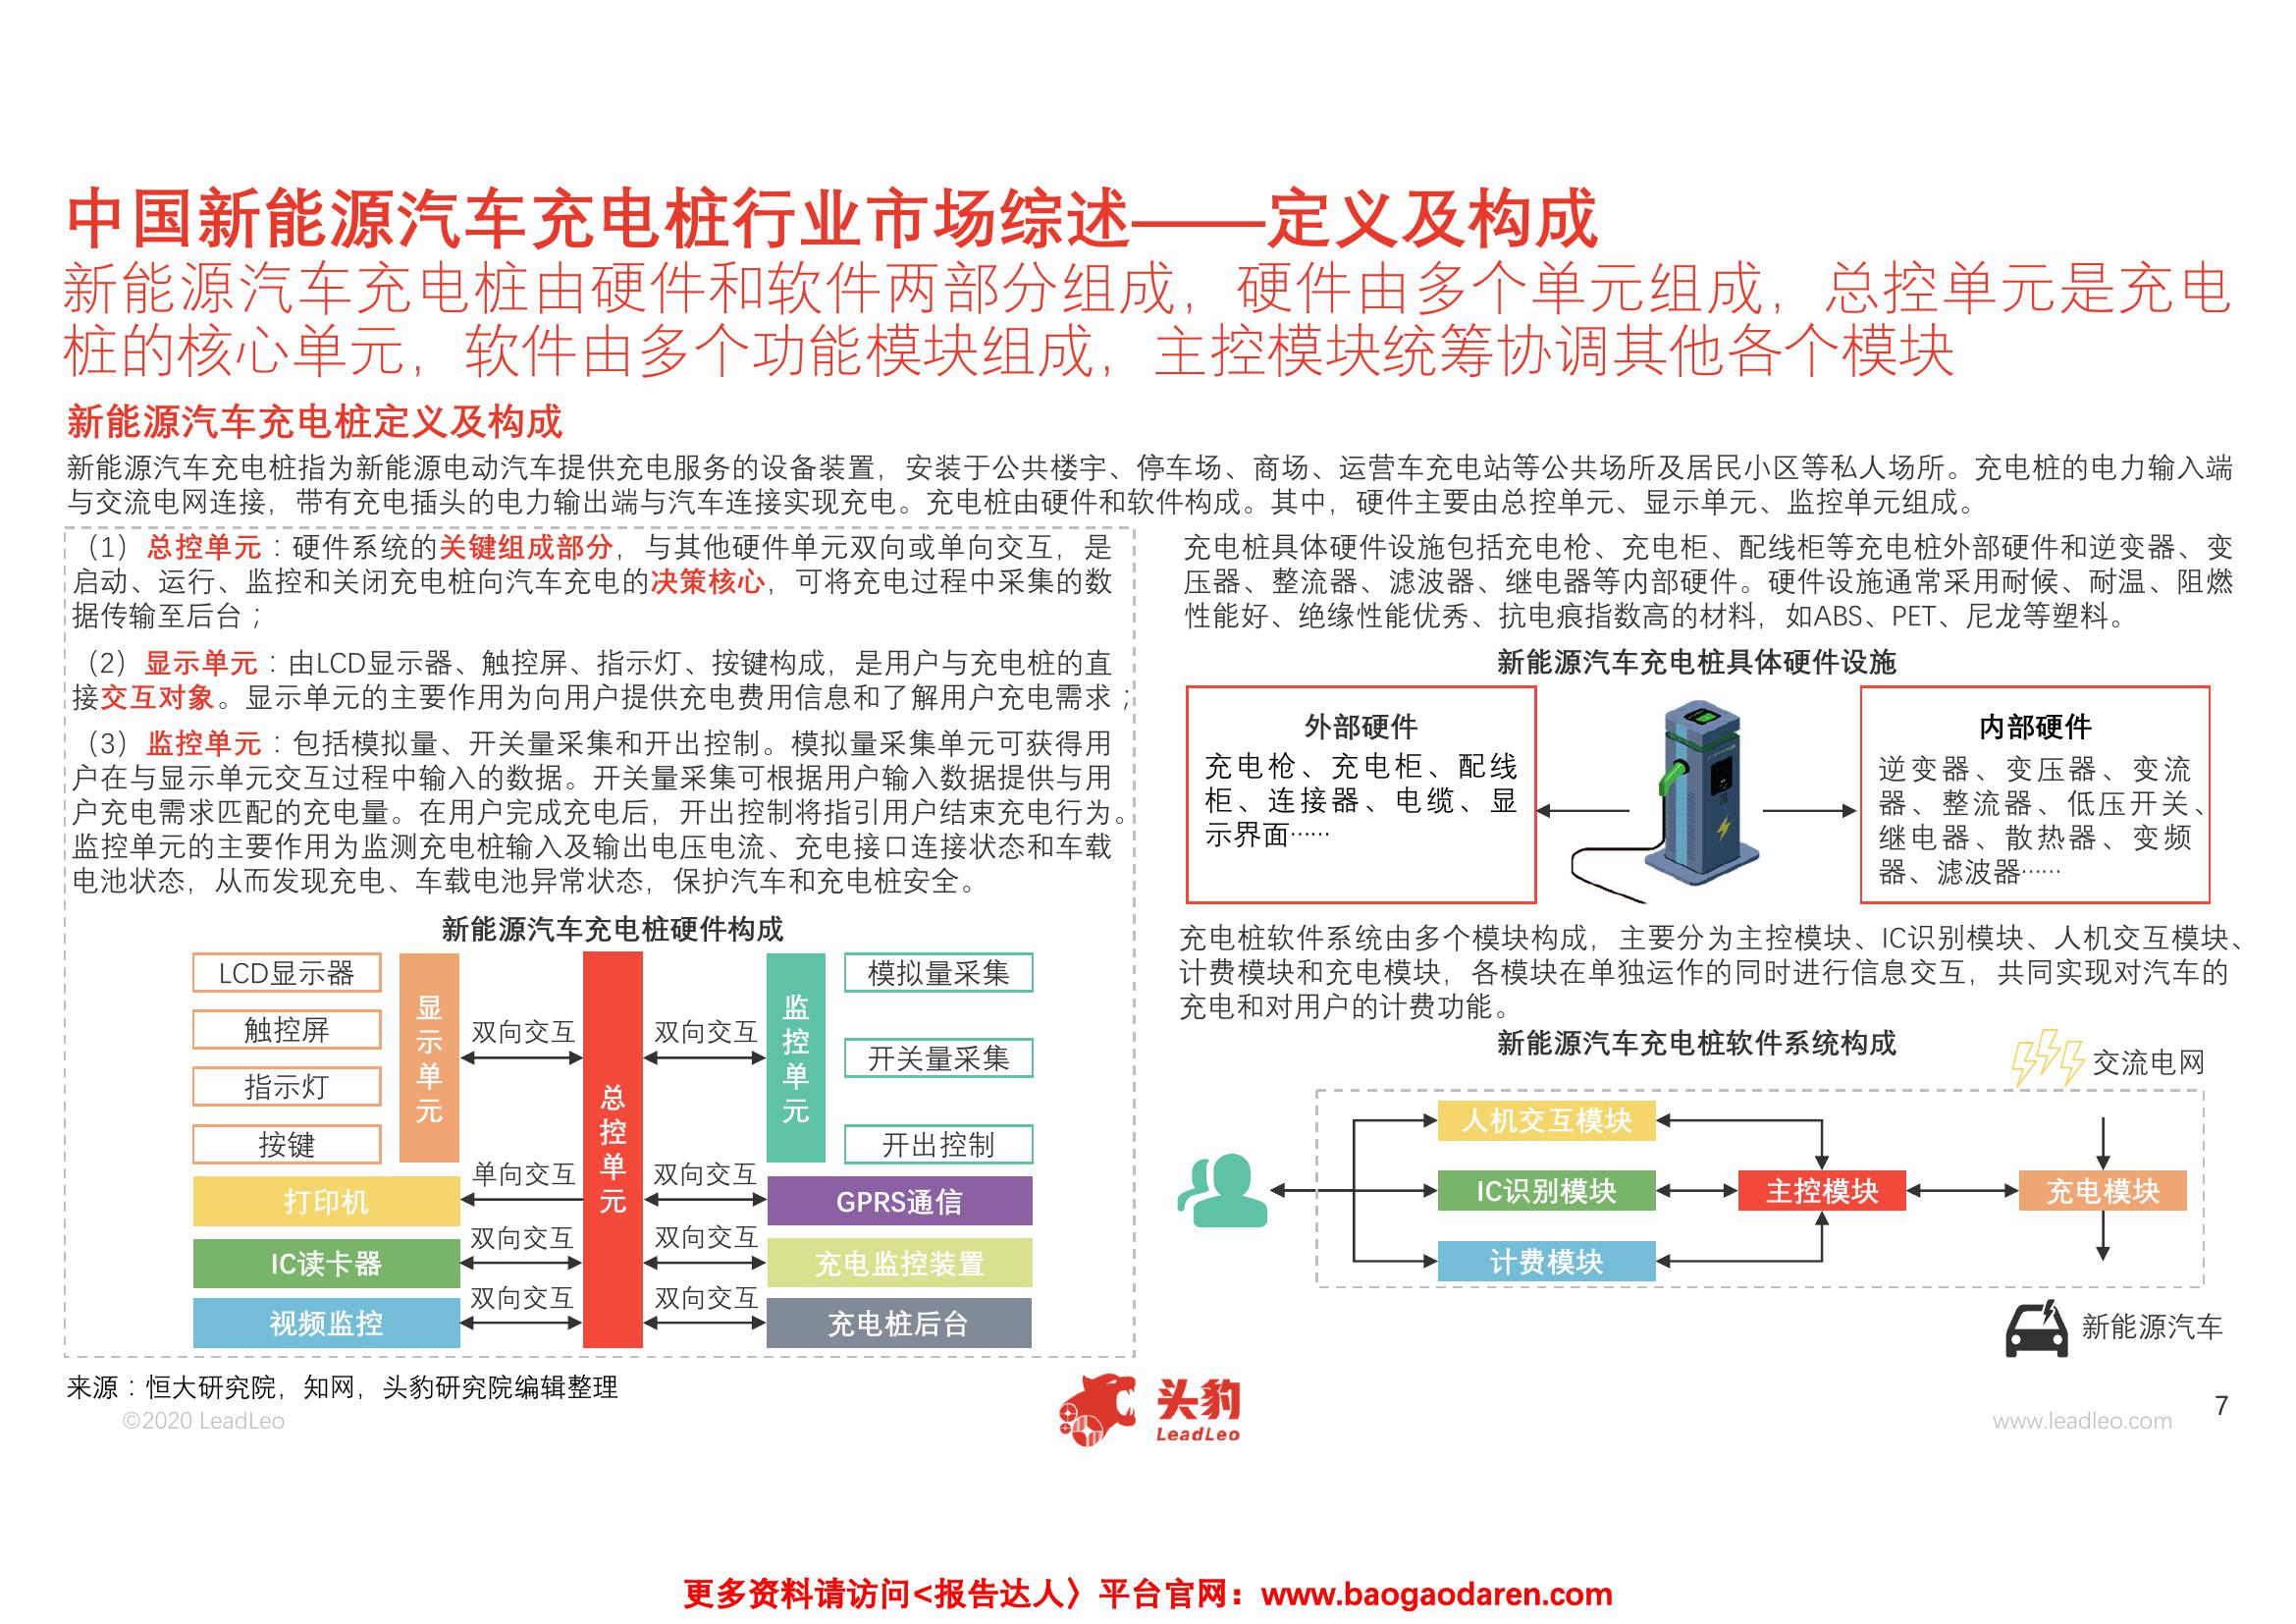 中国新能源汽车充电桩行业市场综述——定义及构成
新能源汽车充电桩由硬件和软件两部分组成，硬件由多个单元组成，总控单元是充电
桩的核心单元，软件由多个功能模块组成，主控模块统筹协调其他各个模块
新能源汽车充电桩定义及构成
新能源汽车充电桩指为新能源电动汽车提供充电服务的设备装置，安装于公共楼宇、停车场、商场、运营车充电站等公共场所及居民小区等私人场所。充电桩的电力输入端
与交流电网连接，带有充电插头的电力输出端与汽车连接实现充电。充电桩由硬件和软件构成。其中，硬件主要由总控单元、显示单元、监控单元组成。
（1）总控单元：硬件系统的关键组成部分，与其他硬件单元双向或单向交互，是
启动、运行、监控和关闭充电桩向汽车充电的决策核心，可将充电过程中采集的数
据传输至后台；
（2）显示单元：由LCD显示器、触控屏、指示灯、按键构成，是用户与充电桩的直
接交互对象。显示单元的主要作用为向用户提供充电费用信息和了解用户充电需求；
（3）监控单元：包括模拟量、开关量采集和开出控制。模拟量采集单元可获得用
户在与显示单元交互过程中输入的数据。开关量采集可根据用户输入数据提供与用
户充电需求匹配的充电量。在用户完成充电后，开出控制将指引用户结束充电行为。
监控单元的主要作用为监测充电桩输入及输出电压电流、充电接口连接状态和车载
电池状态，从而发现充电、车载电池异常状态，保护汽车和充电桩安全。
新能源汽车充电桩硬件构成
LCD显示器
触控屏
指示灯
按键
显示单元
双向交互
总控单元
双向交互
监控单元
模拟量采集
开关量采集
开出控制
打印机
单向交互
双向交互
GPRS通信
IC读卡器
双向交互
双向交互
充电监控装置
视频监控
双向交互
双向交互
充电桩后台
充电桩具体硬件设施包括充电枪、充电柜、配线柜等充电桩外部硬件和逆变器、变
压器、整流器、滤波器、继电器等内部硬件。硬件设施通常采用耐候、耐温、阻燃
性能好、绝缘性能优秀、抗电痕指数高的材料，如ABS、PET、尼龙等塑料。
新能源汽车充电桩具体硬件设施
外部硬件
充电枪、充电柜、配线
柜、连接器、电缆、显
示界面……
内部硬件
逆变器、变压器、变流
器、整流器、低压开关、
继电器、散热器、变频
器、滤波器……
充电桩软件系统由多个模块构成，主要分为主控模块、IC识别模块、人机交互模块、
计费模块和充电模块，各模块在单独运作的同时进行信息交互，共同实现对汽车的
充电和对用户的计费功能。
新能源汽车充电桩软件系统构成
交流电网
人机交互模块
IC识别模块
主控模块
充电模块
计费模块
新能源汽车
来源：恒大研究院，知网，头豹研究院编辑整理
©2020 LeadLeo
头豹
LeadLeo
www.leadleo.com
7
更多资料请访问<报告达人〉平台官网：www.baogaodaren.com